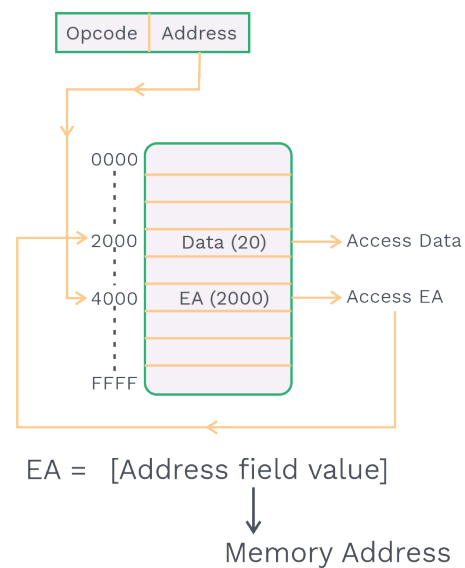 Opcode Address
0000
2000 Data (20) Access Data
4000 EA (2000) Access EA
FFFF
EA = [Address field value]
Memory Address